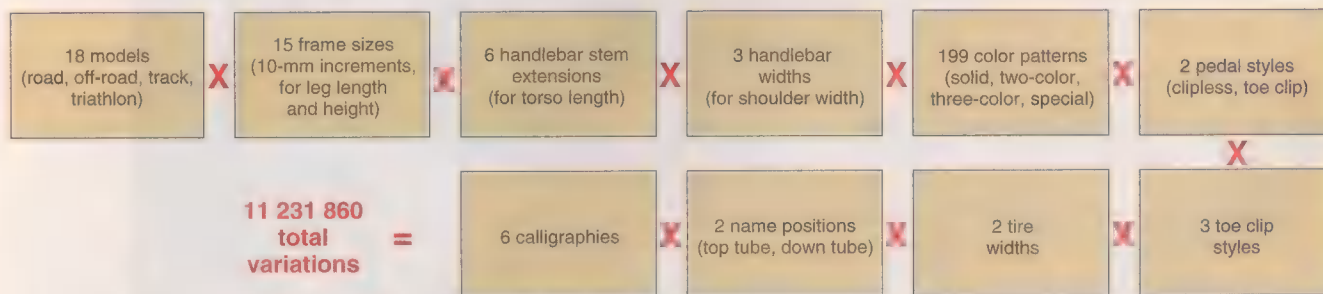 18 models
(road, off-road, track,
triathlon)
X
15 frame sizes
(10-mm increments,
for leg length
and height)
X
6 handlebar stem
extensions
(for torso length)
X
3 handlebar
widths
(for shoulder width)
X
199 color patterns
(solid, two-color,
three-color, special)
X
2 pedal styles
(clipless, toe clip)
X
3 toe clip
styles
X
2 tire
widths
X
2 name positions
(top tube, down tube)
X
6 calligraphies
=
11 231 860
total
variations